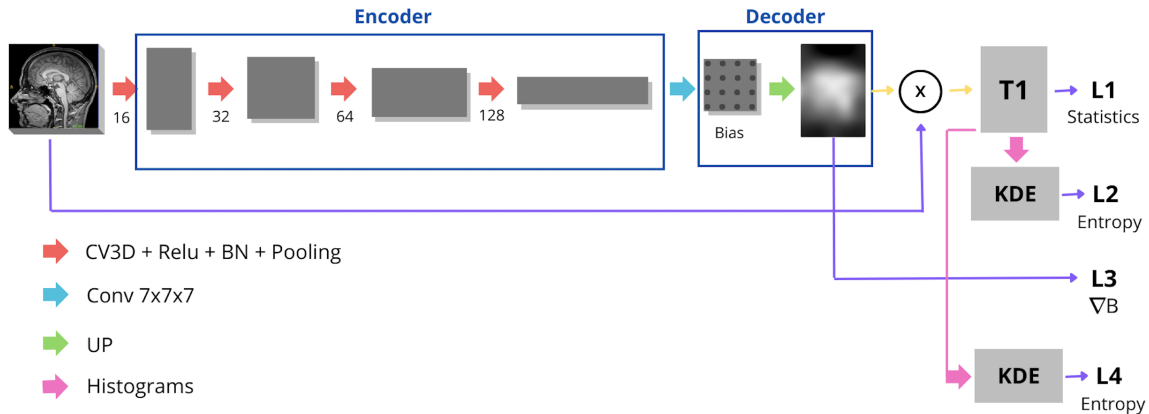 Encoder
Decoder
16
32
64
128
Bias
x
T1
L1
Statistics
KDE
L2
Entropy
L3
∇B
KDE
L4
Entropy
CV3D + Relu + BN + Pooling
Conv 7x7x7
UP
Histograms